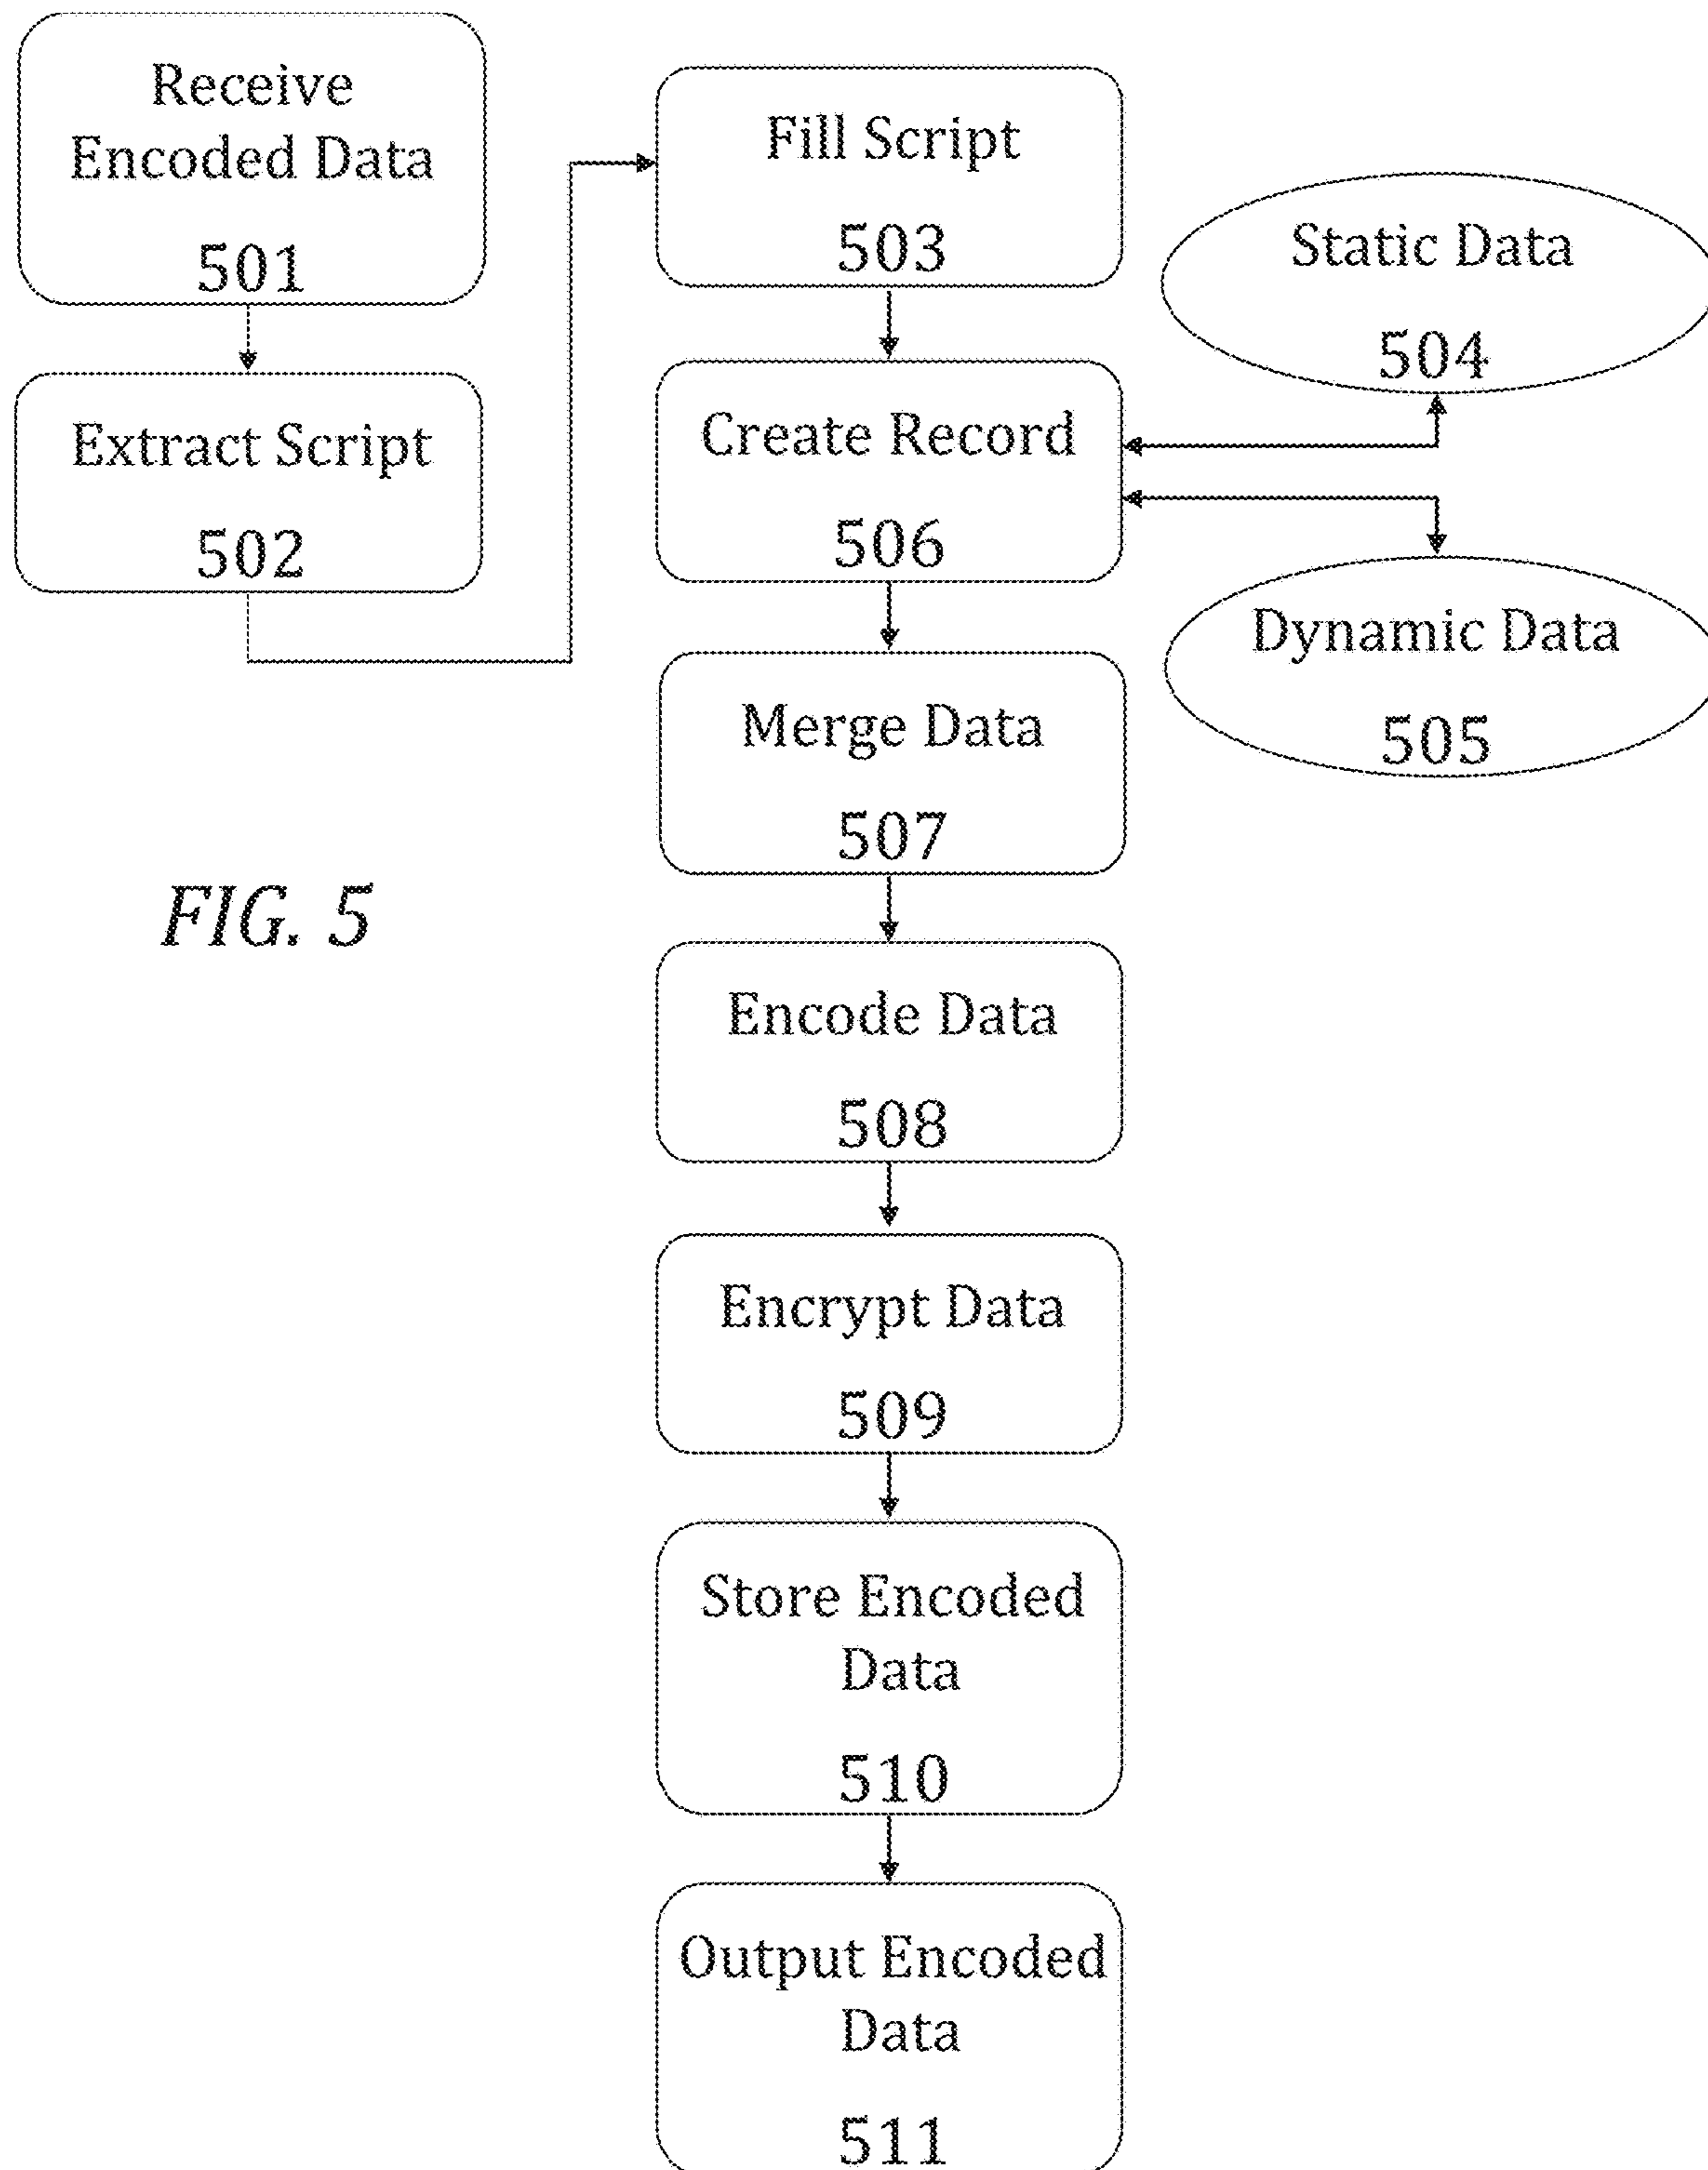 Receive
Encoded Data
501
Extract Script
502
Fill Script
503
Static Data
504
Create Record
506
Dynamic Data
505
Merge Data
507
FIG. 5
Encode Data
508
Encrypt Data
509
Store Encoded
Data
510
Output Encoded
Data
511